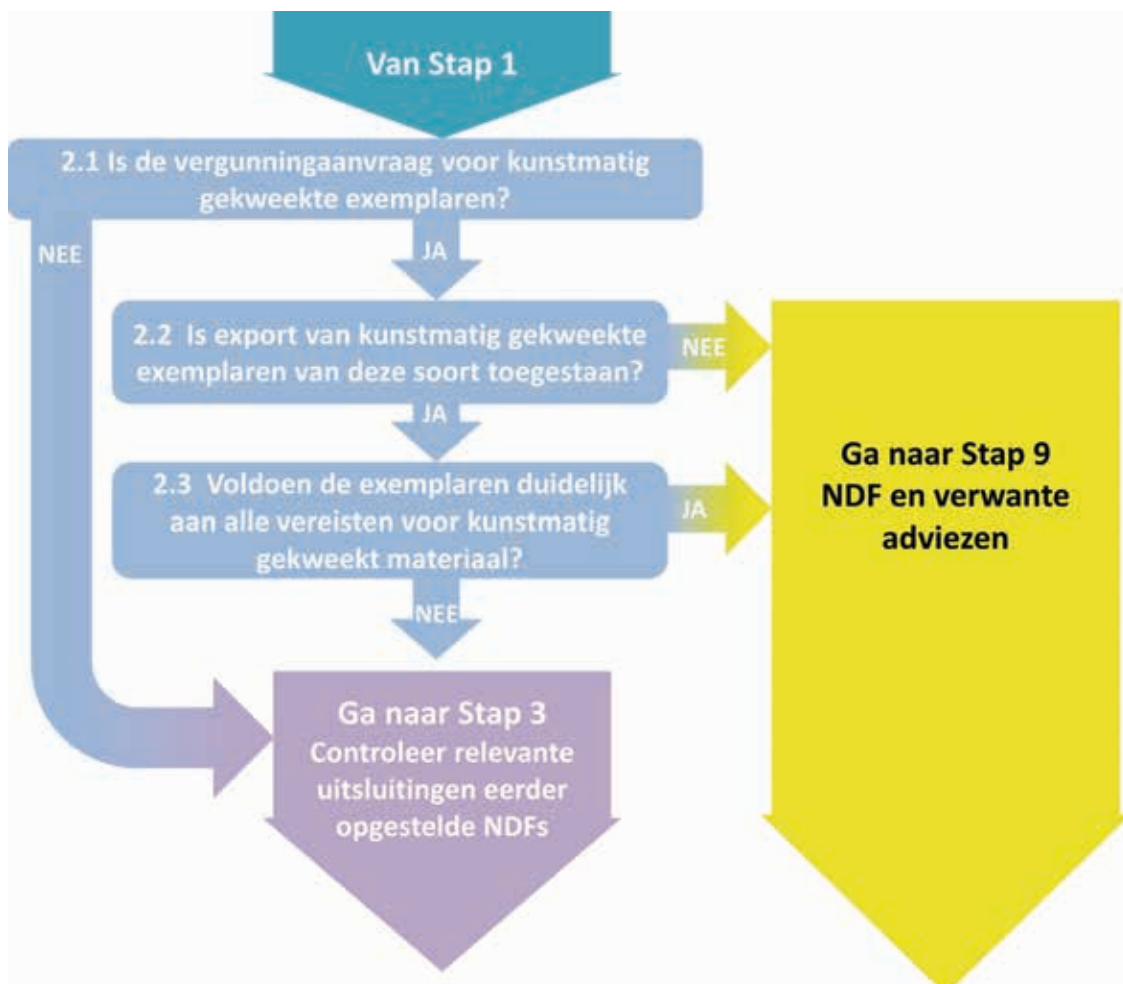 Van Stap 1
2.1 Is de vergunningaanvraag voor kunstmatig
gekweekte exemplaren?
NEE
JA
2.2 Is export van kunstmatig gekweekte
exemplaren van deze soort toegestaan?
NEE
JA
2.3 Voldoen de exemplaren duidelijk
aan alle vereisten voor kunstmatig
gekweekt materiaal?
JA
NEE
Ga naar Stap 9
NDF en verwante
adviezen
Ga naar Stap 3
Controleer relevante
uitsluitingen eerder
opgestelde NDFs